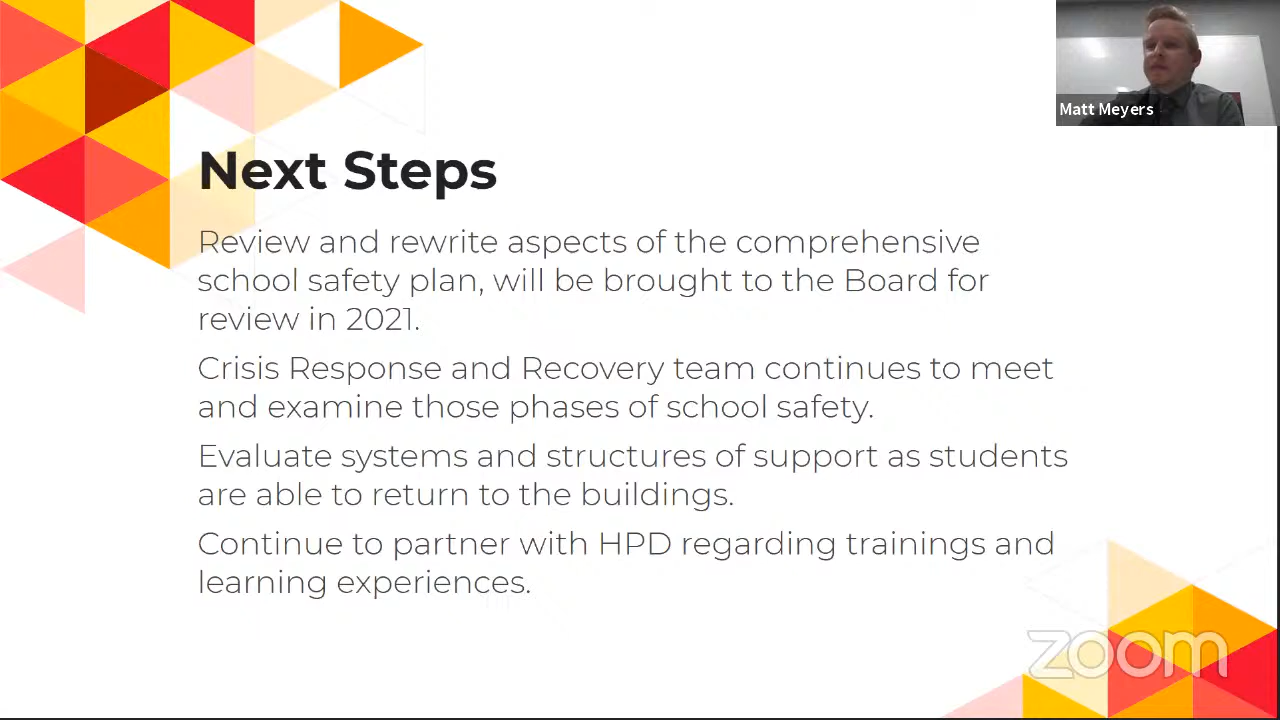 Matt Meyers
Next Steps
Review and rewrite aspects of the comprehensive
school safety plan, will be brought to the Board for
review in 2021.
Crisis Response and Recovery team continues to meet
and examine those phases of school safety.
Evaluate systems and structures of support as students
are able to return to the buildings.
Continue to partner with HPD regarding trainings and
learning experiences.
zoom